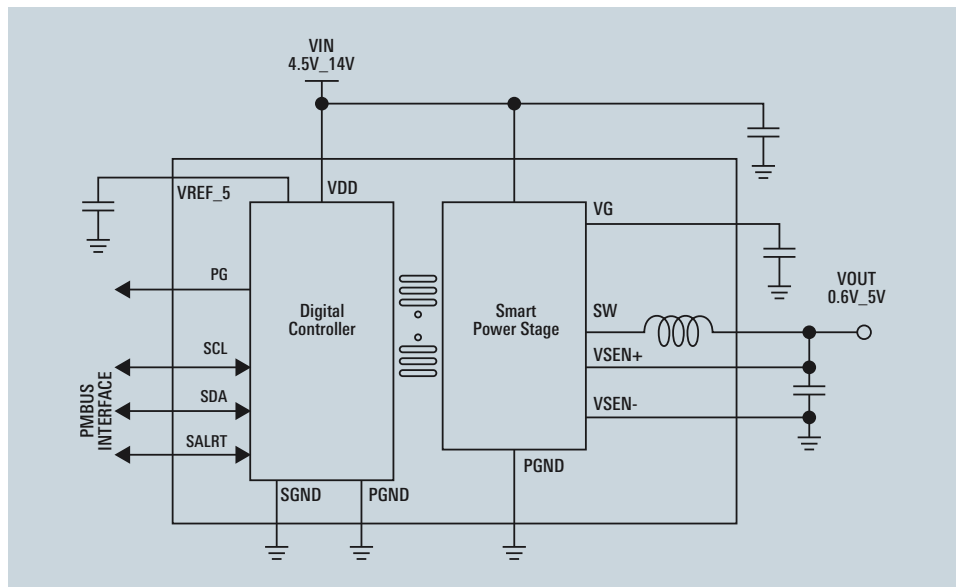 VIN
4.5V_14V
VREF_5
VDD
VG
PG
Digital
Controller
Smart
Power Stage
VOUT
0.6V_5V
SW
SCL
VSEN+
SDA
VSEN-
SALRT
PMBUS
INTERFACE
SGND
PGND
PGND